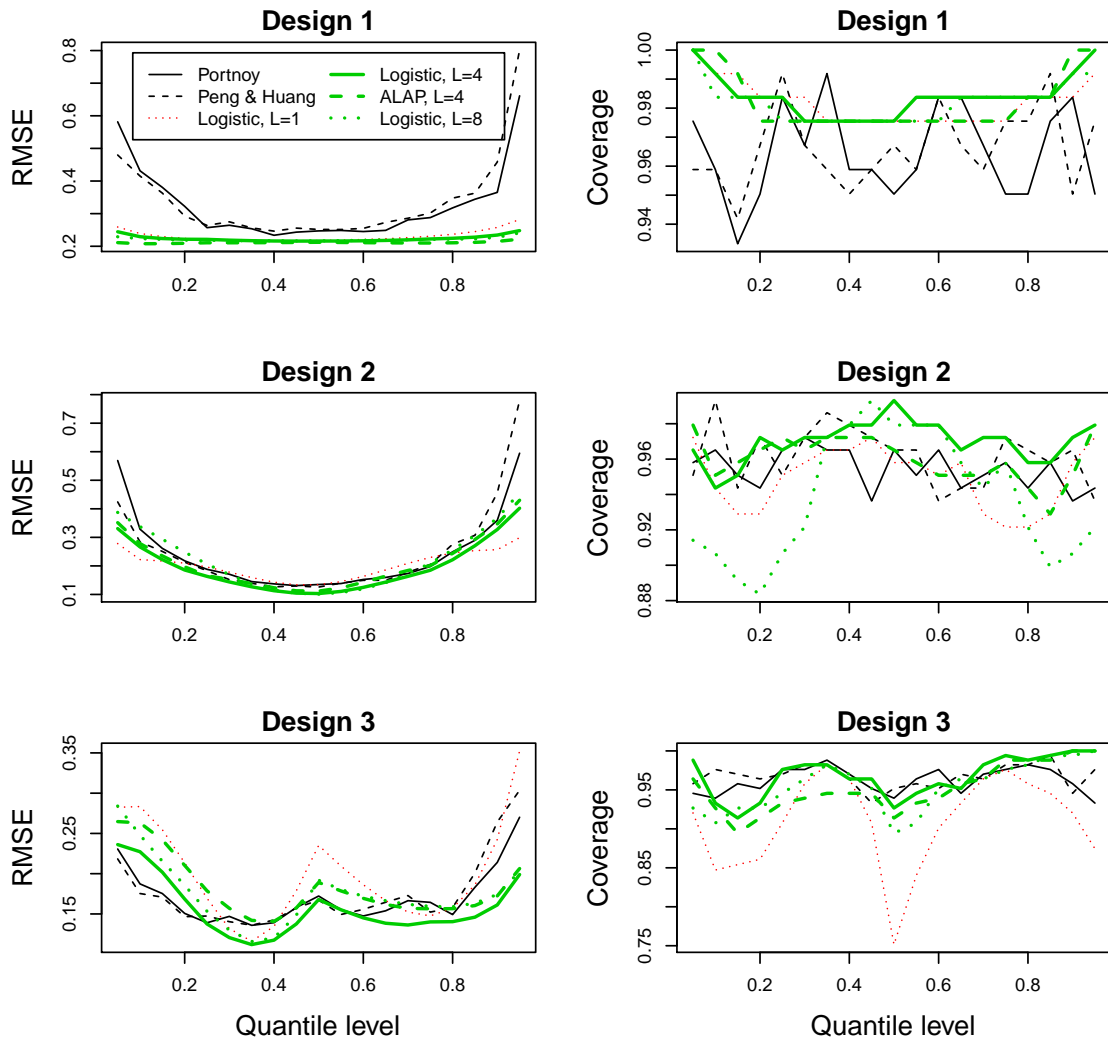 Design 1
RMSE
0.2
0.4
0.6
0.8
Portnoy
Peng & Huang
Logistic, L=1
Logistic, L=4
ALAP, L=4
Logistic, L=8
0.2 0.4 0.6 0.8
Design 1
Coverage
0.94
0.96
0.98
1.00
0.2 0.4 0.6 0.8
Design 2
RMSE
0.1
0.3
0.5
0.7
0.2 0.4 0.6 0.8
Design 2
Coverage
0.88
0.92
0.96
0.2 0.4 0.6 0.8
Design 3
RMSE
0.15
0.25
0.35
0.2 0.4 0.6 0.8
Quantile level
Design 3
Coverage
0.75
0.85
0.95
0.2 0.4 0.6 0.8
Quantile level